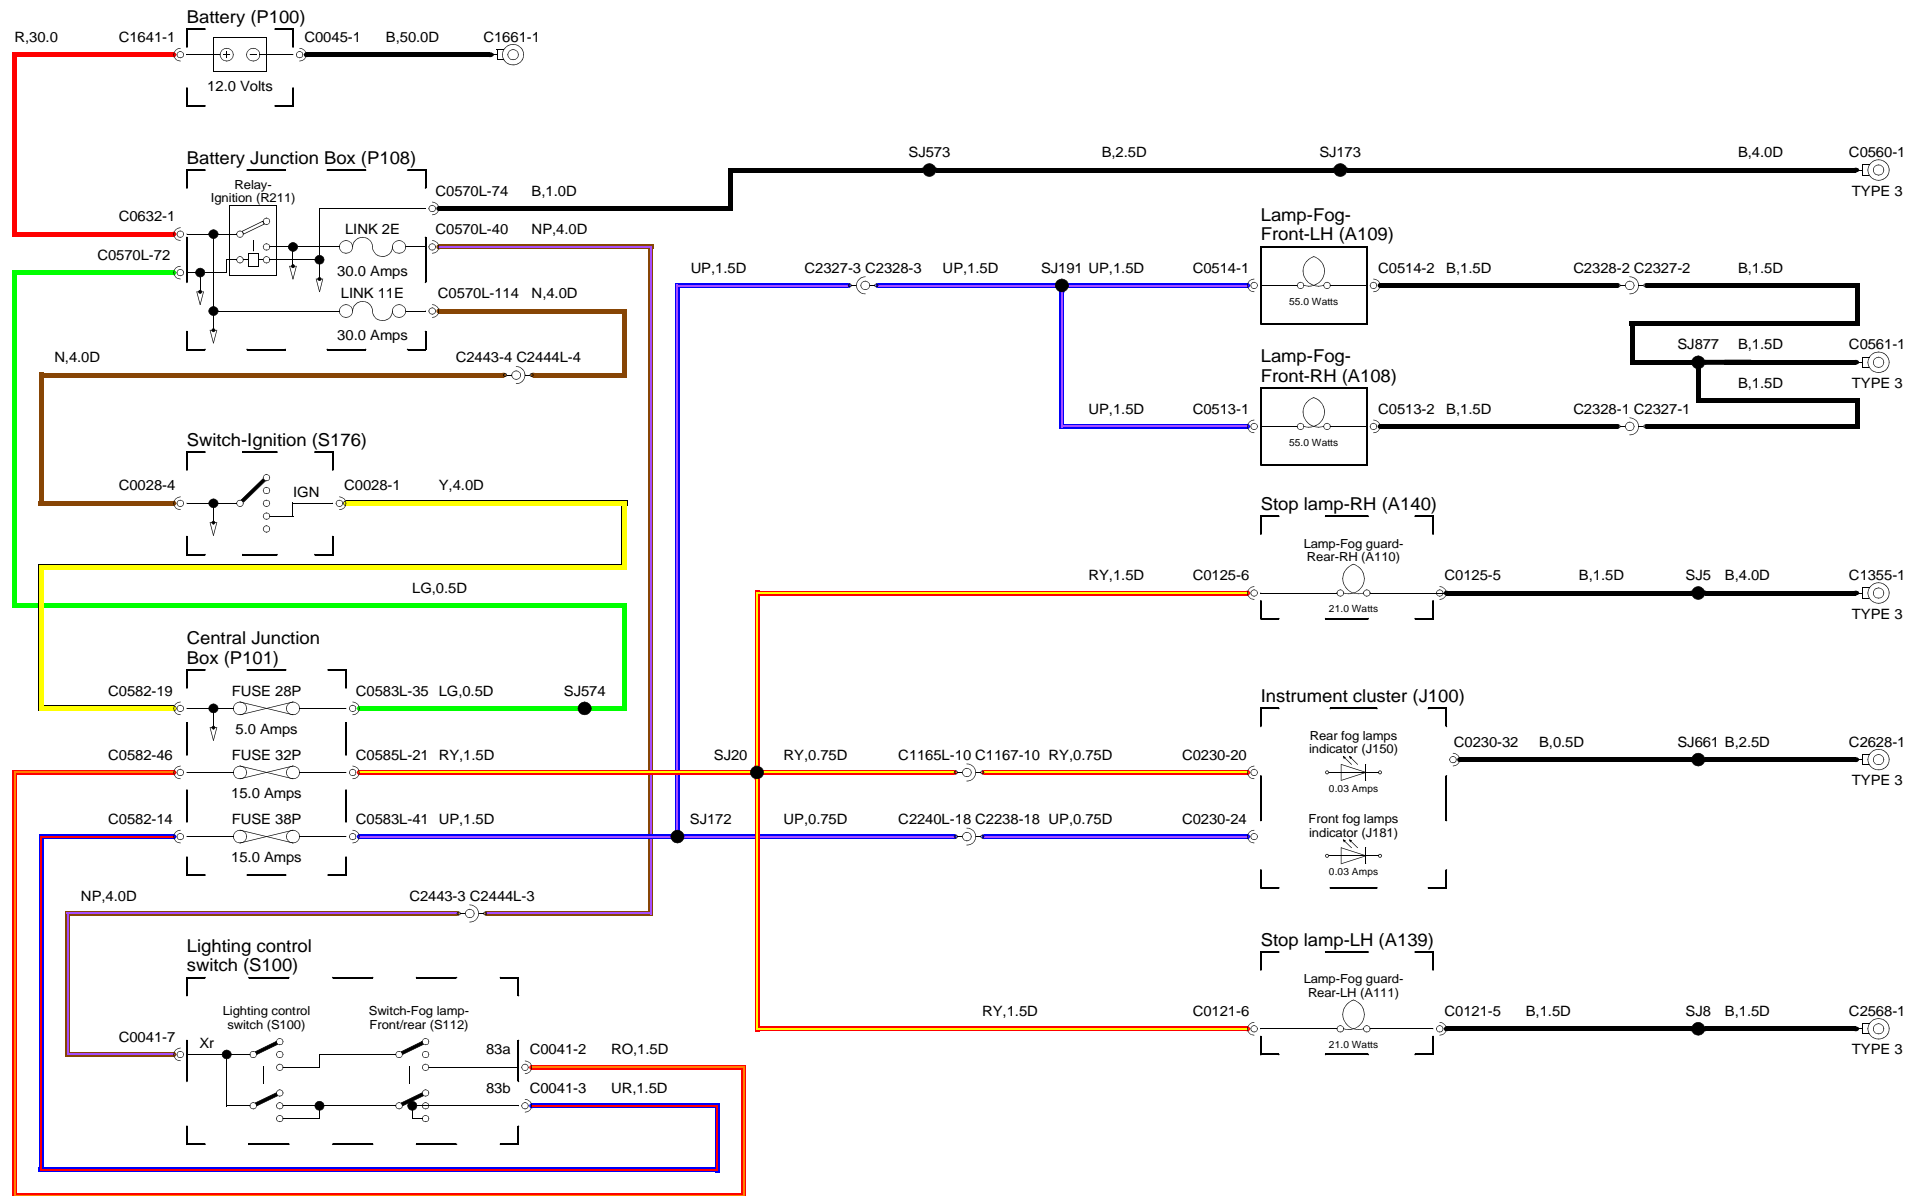 Battery (P100)
R,30.0 C1641-1 C0045-1 B,50.0D C1661-1
12.0 Volts
Battery Junction Box (P108)
Relay-
Ignition (R211)
C0570L-74 B,1.0D
SJ573 B,2.5D SJ173 B,4.0D C0560-1
TYPE 3
C0632-1
LINK 2E
C0570L-40 NP,4.0D
C0570L-72
30.0 Amps
LINK 11E
C0570L-114 N,4.0D
30.0 Amps
N,4.0D
C2443-4 C2444L-4
Lamp-Fog-
Front-LH (A109)
UP,1.5D C2327-3 C2328-3 UP,1.5D SJ191 UP,1.5D C0514-1
55.0 Watts
C0514-2 B,1.5D C2328-2 C2327-2 B,1.5D
SJ877 B,1.5D C0561-1
TYPE 3
B,1.5D
Lamp-Fog-
Front-RH (A108)
UP,1.5D C0513-1
55.0 Watts
C0513-2 B,1.5D C2328-1 C2327-1
Switch-Ignition (S176)
C0028-4
IGN
C0028-1 Y,4.0D
LG,0.5D
Stop lamp-RH (A140)
Lamp-Fog guard-
Rear-RH (A110)
RY,1.5D C0125-6
21.0 Watts
C0125-5 B,1.5D SJ5 B,4.0D C1355-1
TYPE 3
Central Junction
Box (P101)
C0582-19 FUSE 28P C0583L-35 LG,0.5D SJ574
5.0 Amps
C0582-46 FUSE 32P C0585L-21 RY,1.5D
15.0 Amps
C0582-14 FUSE 38P C0583L-41 UP,1.5D
15.0 Amps
SJ20 RY,0.75D C1165L-10 C1167-10 RY,0.75D C0230-20
SJ172 UP,0.75D C2240L-18 C2238-18 UP,0.75D C0230-24
Instrument cluster (J100)
Rear fog lamps
indicator (J150)
0.03 Amps
Front fog lamps
indicator (J181)
0.03 Amps
C0230-32 B,0.5D SJ661 B,2.5D C2628-1
TYPE 3
NP,4.0D C2443-3 C2444L-3
Lighting control
switch (S100)
Lighting control
switch (S100)
Switch-Fog lamp-
Front/rear (S112)
C0041-7 Xr
83a C0041-2 RO,1.5D
83b C0041-3 UR,1.5D
Stop lamp-LH (A139)
Lamp-Fog guard-
Rear-LH (A111)
RY,1.5D C0121-6
21.0 Watts
C0121-5 B,1.5D SJ8 B,1.5D C2568-1
TYPE 3